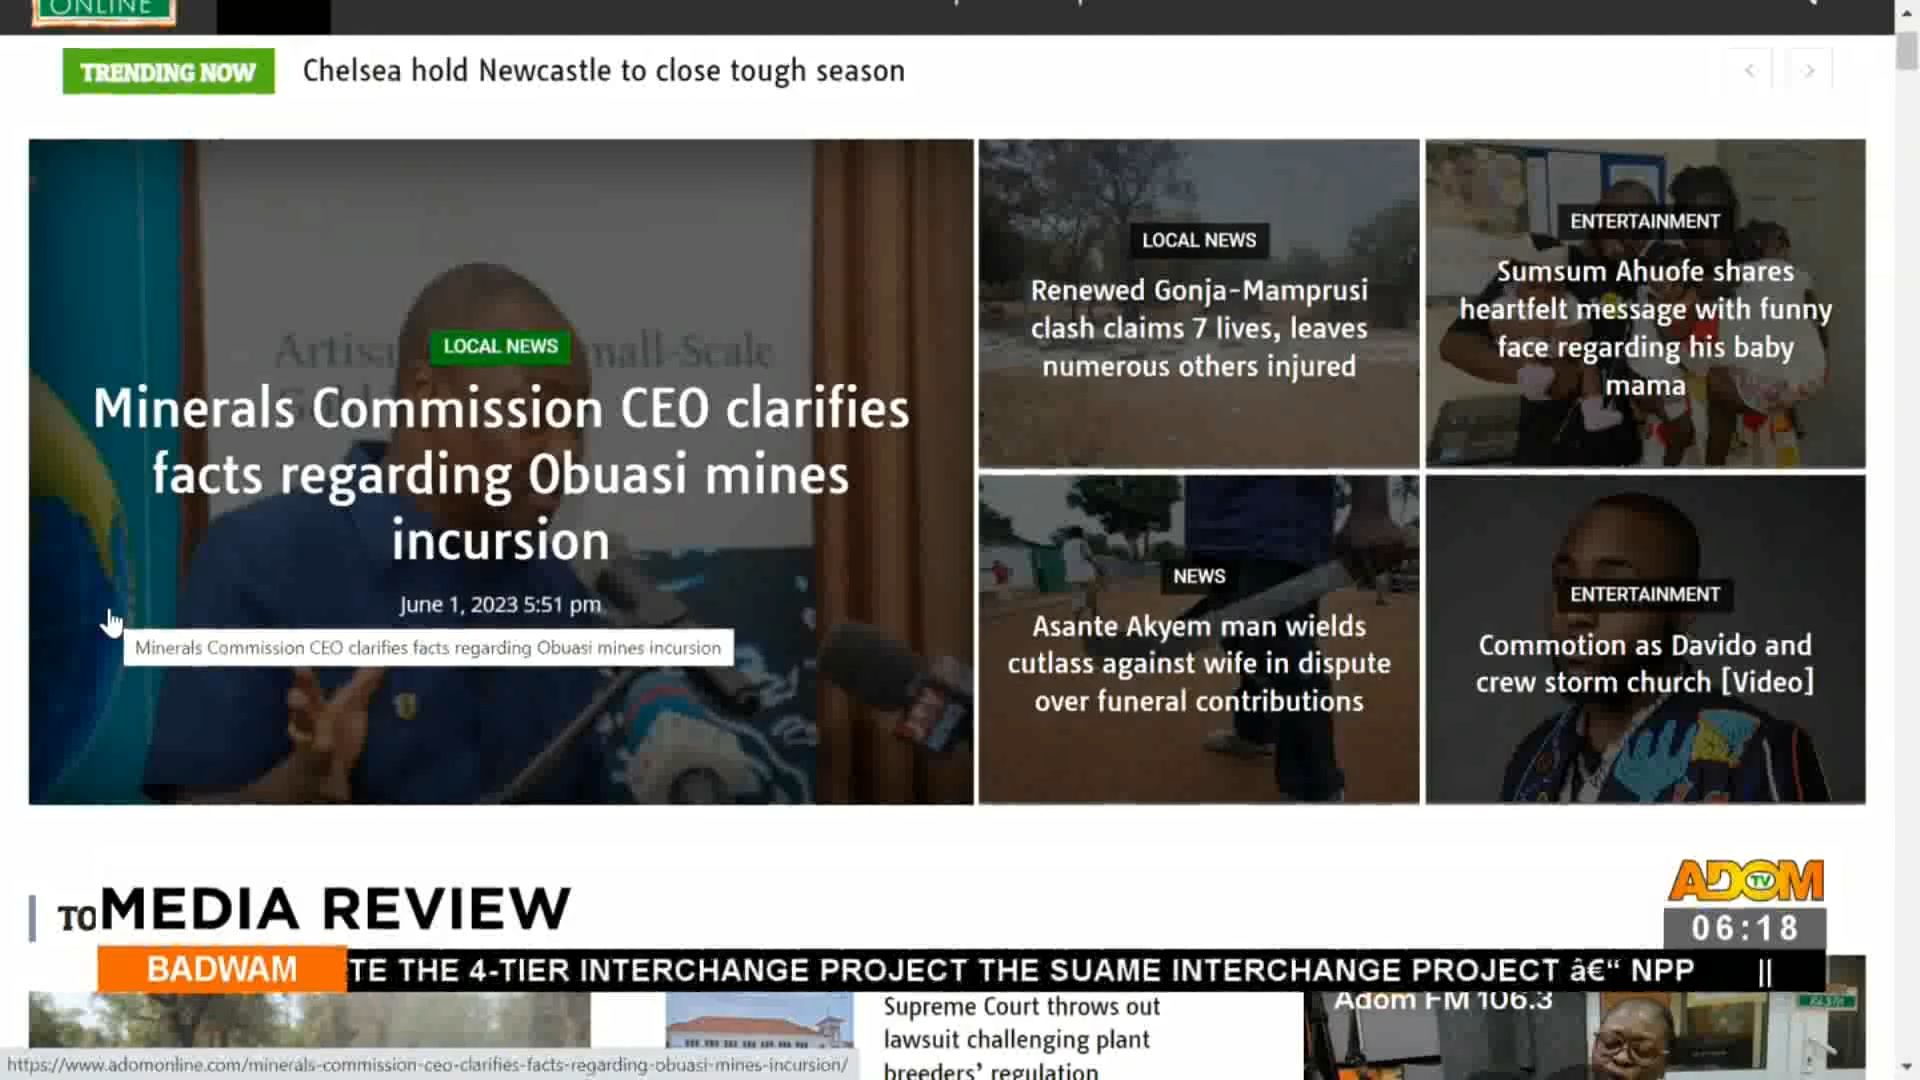 ONLINE
TRENDING NOW
Chelsea hold Newcastle to close tough season
LOCAL NEWS
Minerals Commission CEO clarifies
facts regarding Obuasi mines
incursion
June 1, 2023 5:51 pm
Minerals Commission CEO clarifies facts regarding Obuasi mines incursion
LOCAL NEWS
Renewed Gonja-Mamprusi
clash claims 7 lives, leaves
numerous others injured
ENTERTAINMENT
Sumsum Ahuofe shares
heartfelt message with funny
face regarding his baby
mama
NEWS
Asante Akyem man wields
cutlass against wife in dispute
over funeral contributions
ENTERTAINMENT
Commotion as Davido and
crew storm church [Video]
TO
MEDIA REVIEW
ADOM
TV
06:18
BADWAM
TE THE 4-TIER INTERCHANGE PROJECT THE SUAME INTERCHANGE PROJECT â€“ NPP ||
Supreme Court throws out
lawsuit challenging plant
breeders' regulation
Adom FM 106.3
https://www.adomonline.com/minerals-commission-ceo-clarifies-facts-regarding-obuasi-mines-incursion/